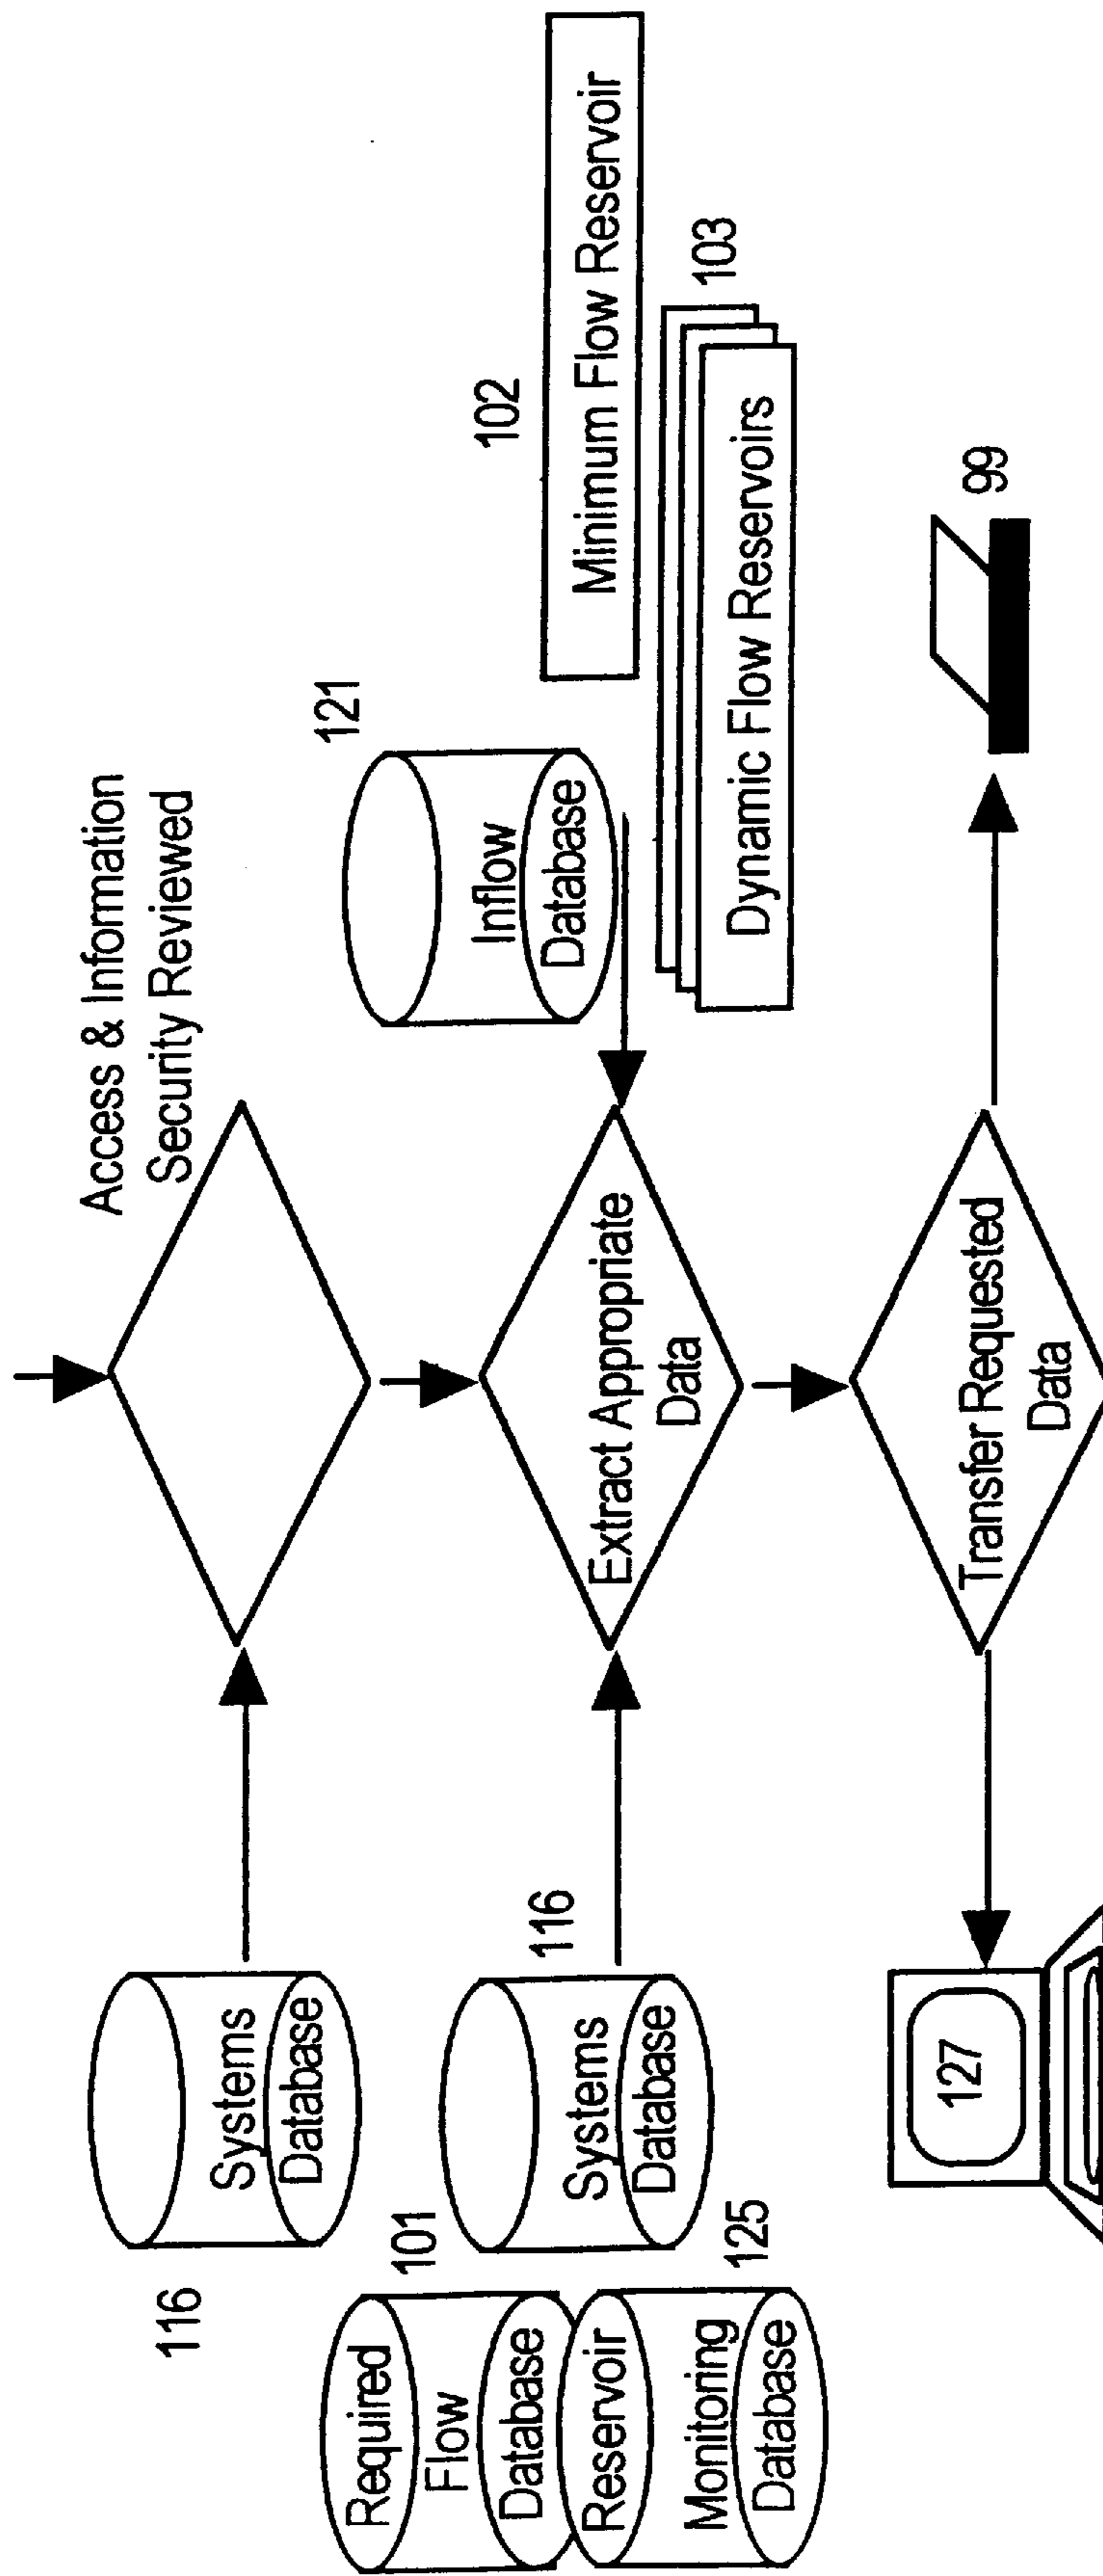 Access & Information
Security Reviewed
116
Systems
Database
121
Inflow
Database
102
Minimum Flow Reservoir
103
Dynamic Flow Reservoirs
Extract Appropriate
Data
116
Systems
Database
101
Required
Flow
Database
125
Reservoir
Monitoring
Database
127
Transfer Requested
Data
99